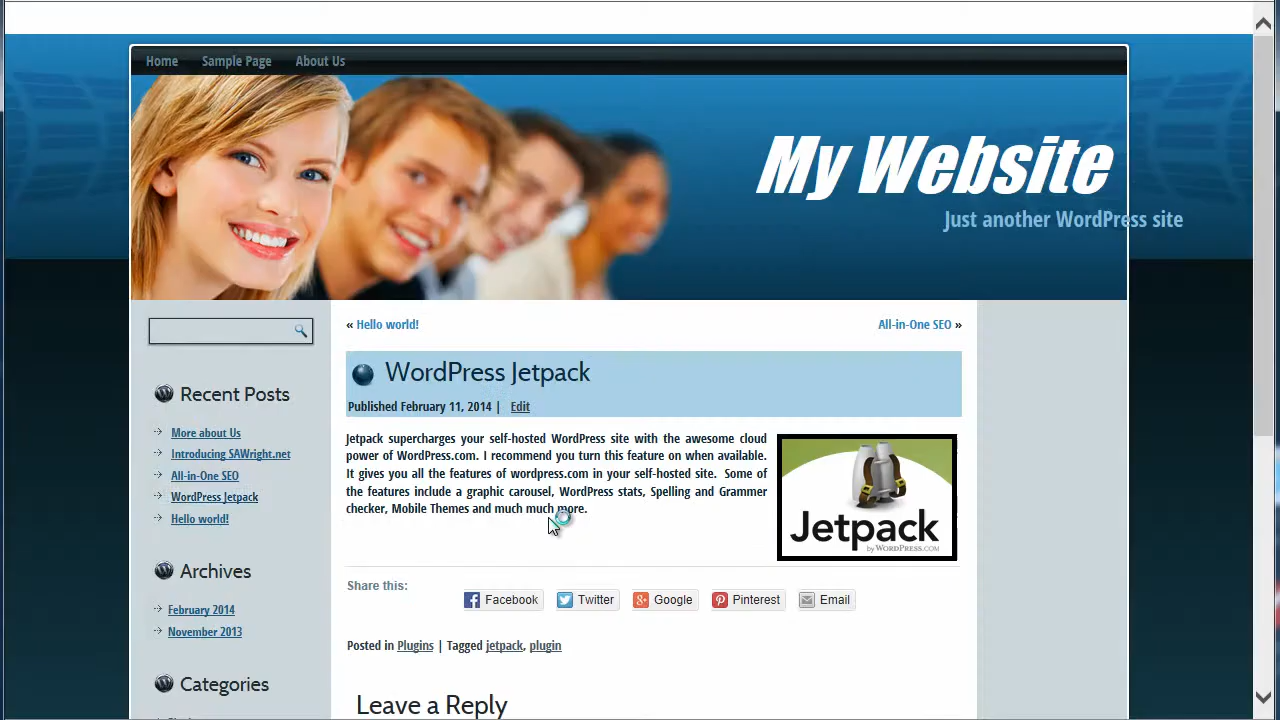 Home Sample Page About Us
My Website
Just another WordPress site
« Hello world!
All-in-One SEO »
Recent Posts
More about Us
Introducing SAWright.net
All-in-One SEO
WordPress Jetpack
Hello world!
Archives
February 2014
November 2013
Categories
WordPress Jetpack
Published February 11, 2014 | Edit
Jetpack supercharges your self-hosted WordPress site with the awesome cloud
power of WordPress.com. I recommend you turn this feature on when available.
It gives you all the features of wordpress.com in your self-hosted site. Some of
the features include a graphic carousel, WordPress stats, Spelling and Grammer
checker, Mobile Themes and much much more.
Jetpack
by WORDPRESS.COM
Share this:
Facebook Twitter Google Pinterest Email
Posted in Plugins | Tagged jetpack, plugin
Leave a Reply